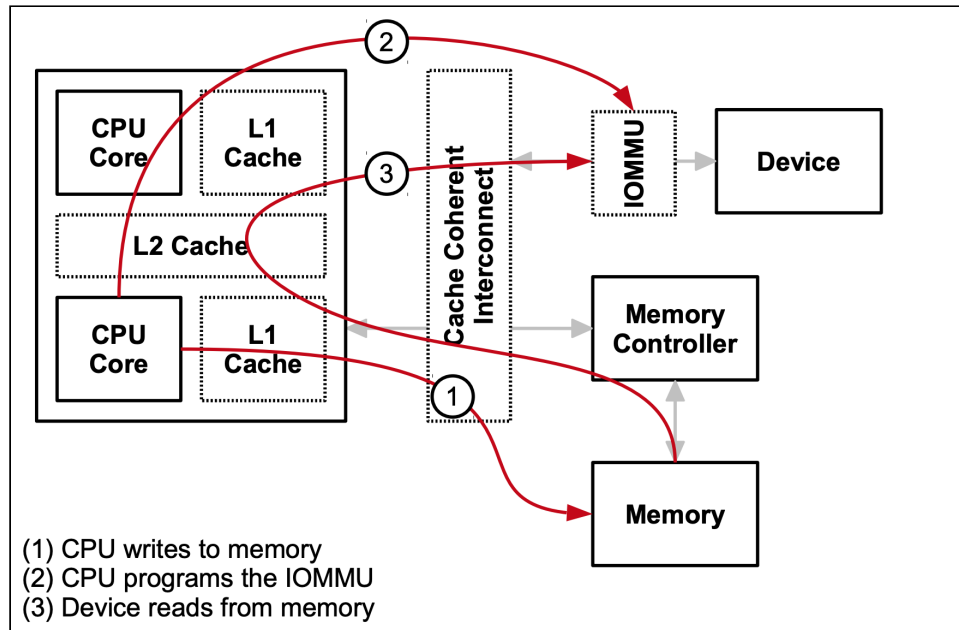 2
CPU
Core
L1
Cache
3
Cache Coherent
Interconnect
IOMMU
Device
L2 Cache
CPU
Core
L1
Cache
Memory
Controller
1
Memory
(1) CPU writes to memory
(2) CPU programs the IOMMU
(3) Device reads from memory